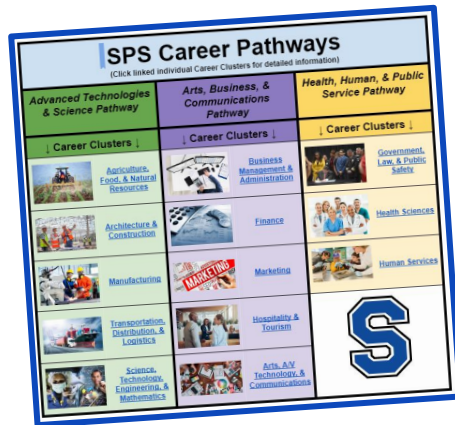 SPS Career Pathways
(Click linked individual Career Clusters for detailed information)
Advanced Technologies
& Science Pathway
Arts, Business, &
Communications
Pathway
Health, Human, & Public
Service Pathway
↓ Career Clusters ↓
↓ Career Clusters ↓
↓ Career Clusters ↓
Agriculture,
Food, & Natural
Resources
Business
Management &
Administration
Government,
Law, & Public
Safety
Architecture &
Construction
Finance
Health Sciences
Manufacturing
MARKETING
Marketing
Human Services
Transportation,
Distribution, &
Logistics
Hospitality &
Tourism
S
Science,
Technology,
Engineering, &
Mathematics
Arts, A/V
Technology, &
Communications